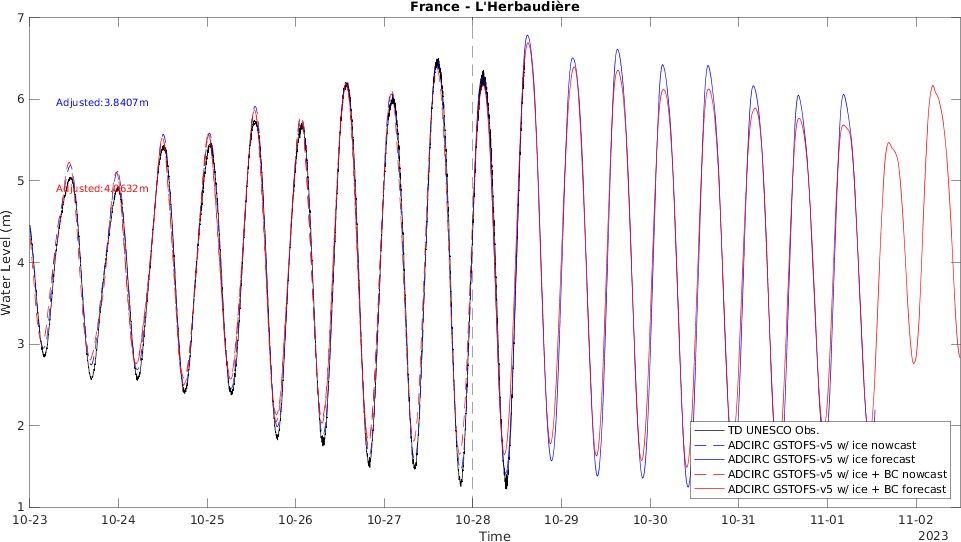 France - L'Herbaudière
7
6
5
4
3
2
1
Water Level (m)
Adjusted:3.8407m
TD UNESCO Obs.
ADCIRC GSTOFS-v5 w/ ice nowcast
ADCIRC GSTOFS-v5 w/ ice forecast
ADCIRC GSTOFS-v5 w/ ice + BC nowcast
ADCIRC GSTOFS-v5 w/ ice + BC forecast
10-23 10-24 10-25 10-26 10-27 10-28 10-29 10-30 10-31 11-01 11-02
Time
2023